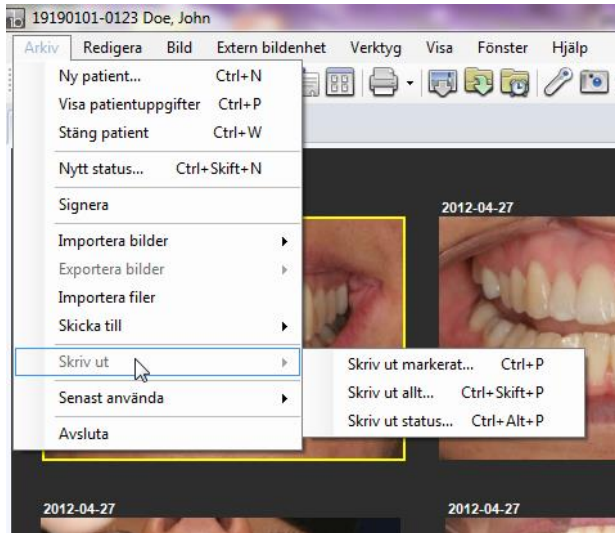 19190101-0123 Doe, John
Arkiv Redigera Bild Extern bildenhet Verktyg Visa Fönster Hjälp
Ny patient... Ctrl+N
Visa patientuppgifter Ctrl+P
Stäng patient Ctrl+W
Nytt status... Ctrl+Skift+N
Signera
2012-04-27
Importera bilder
Exportera bilder
Importera filer
Skicka till
Skriv ut
Skriv ut markerat... Ctrl+P
Skriv ut allt... Ctrl+Skift+P
Skriv ut status... Ctrl+Alt+P
Senast använda
Avsluta
2012-04-27 2012-04-27